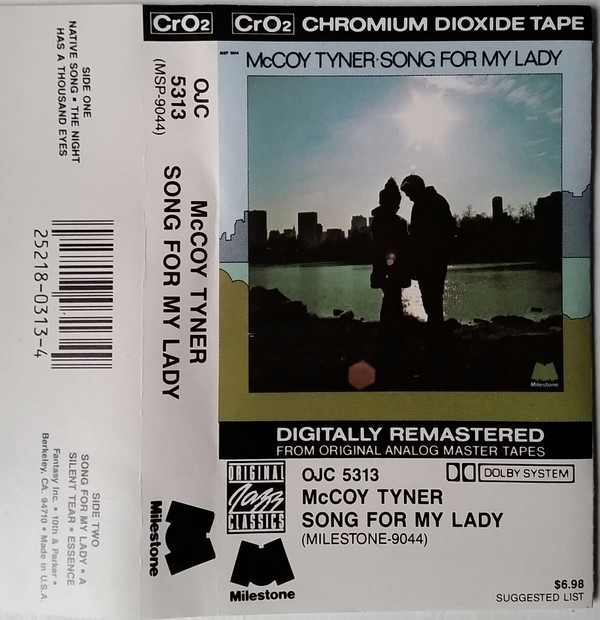 SIDE ONE
NATIVE SONG • THE NIGHT
HAS A THOUSAND EYES
25218-0313-4
SIDE TWO
SONG FOR MY LADY • A
SILENT TEAR • ESSENCE
Fantasy Inc. • 10th & Parker •
Berkeley, CA. 94710 • Made in U.S.A.
CrO2
OJC
5313
(MSP-9044)
McCOY TYNER
SONG FOR MY LADY
Milestone
CrO2 CHROMIUM DIOXIDE TAPE
MSP 9044
McCOY TYNER·SONG FOR MY LADY
Milestone
DIGITALLY REMASTERED
FROM ORIGINAL ANALOG MASTER TAPES
ORIGINAL
Jazz
CLASSICS
OJC 5313
DOLBY SYSTEM
McCOY TYNER
SONG FOR MY LADY
(MILESTONE-9044)
Milestone
$6.98
SUGGESTED LIST